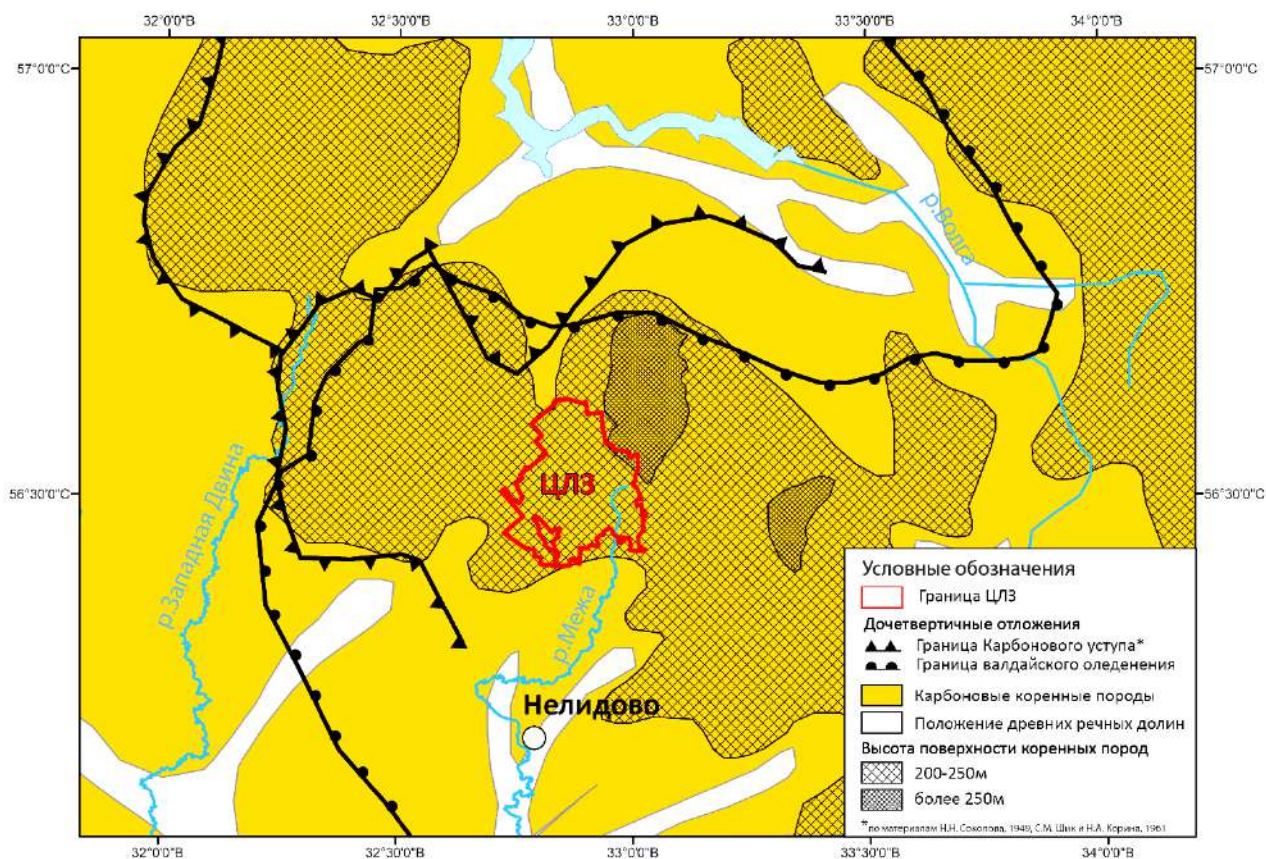 32°0'0"В 32°30'0"В 33°0'0"В 33°30'0"В 34°0'0"В
57°0'0"С 57°0'0"С
р.Волга
р.Западная Двина
ЦЛЗ
56°30'0"С 56°30'0"С
р.Межа
Нелидово
Условные обозначения
Граница ЦЛЗ
Дочетвертичные отложения
Граница Карбонового уступа*
Граница валдайского оледенения
Карбоновые коренные породы
Положение древних речных долин
Высота поверхности коренных пород
200-250м
более 250м
*по материалам Н.Н. Соколова, 1949, С.М. Шик и Н.А. Корина, 1961
32°0'0"В 32°30'0"В 33°0'0"В 33°30'0"В 34°0'0"В